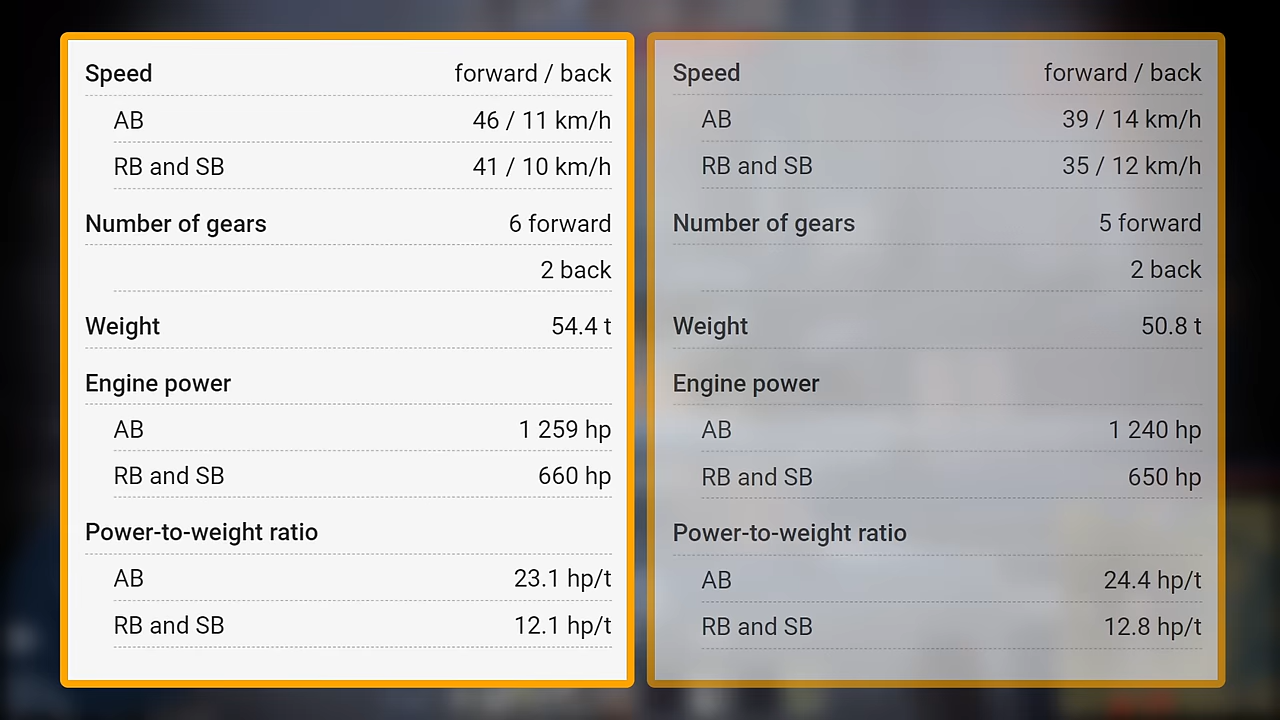 Speed forward / back
AB 46 / 11 km/h
RB and SB 41 / 10 km/h
Number of gears 6 forward
2 back
Weight 54.4 t
Engine power
AB 1 259 hp
RB and SB 660 hp
Power-to-weight ratio
AB 23.1 hp/t
RB and SB 12.1 hp/t
Speed forward / back
AB 39 / 14 km/h
RB and SB 35 / 12 km/h
Number of gears 5 forward
2 back
Weight 50.8 t
Engine power
AB 1 240 hp
RB and SB 650 hp
Power-to-weight ratio
AB 24.4 hp/t
RB and SB 12.8 hp/t